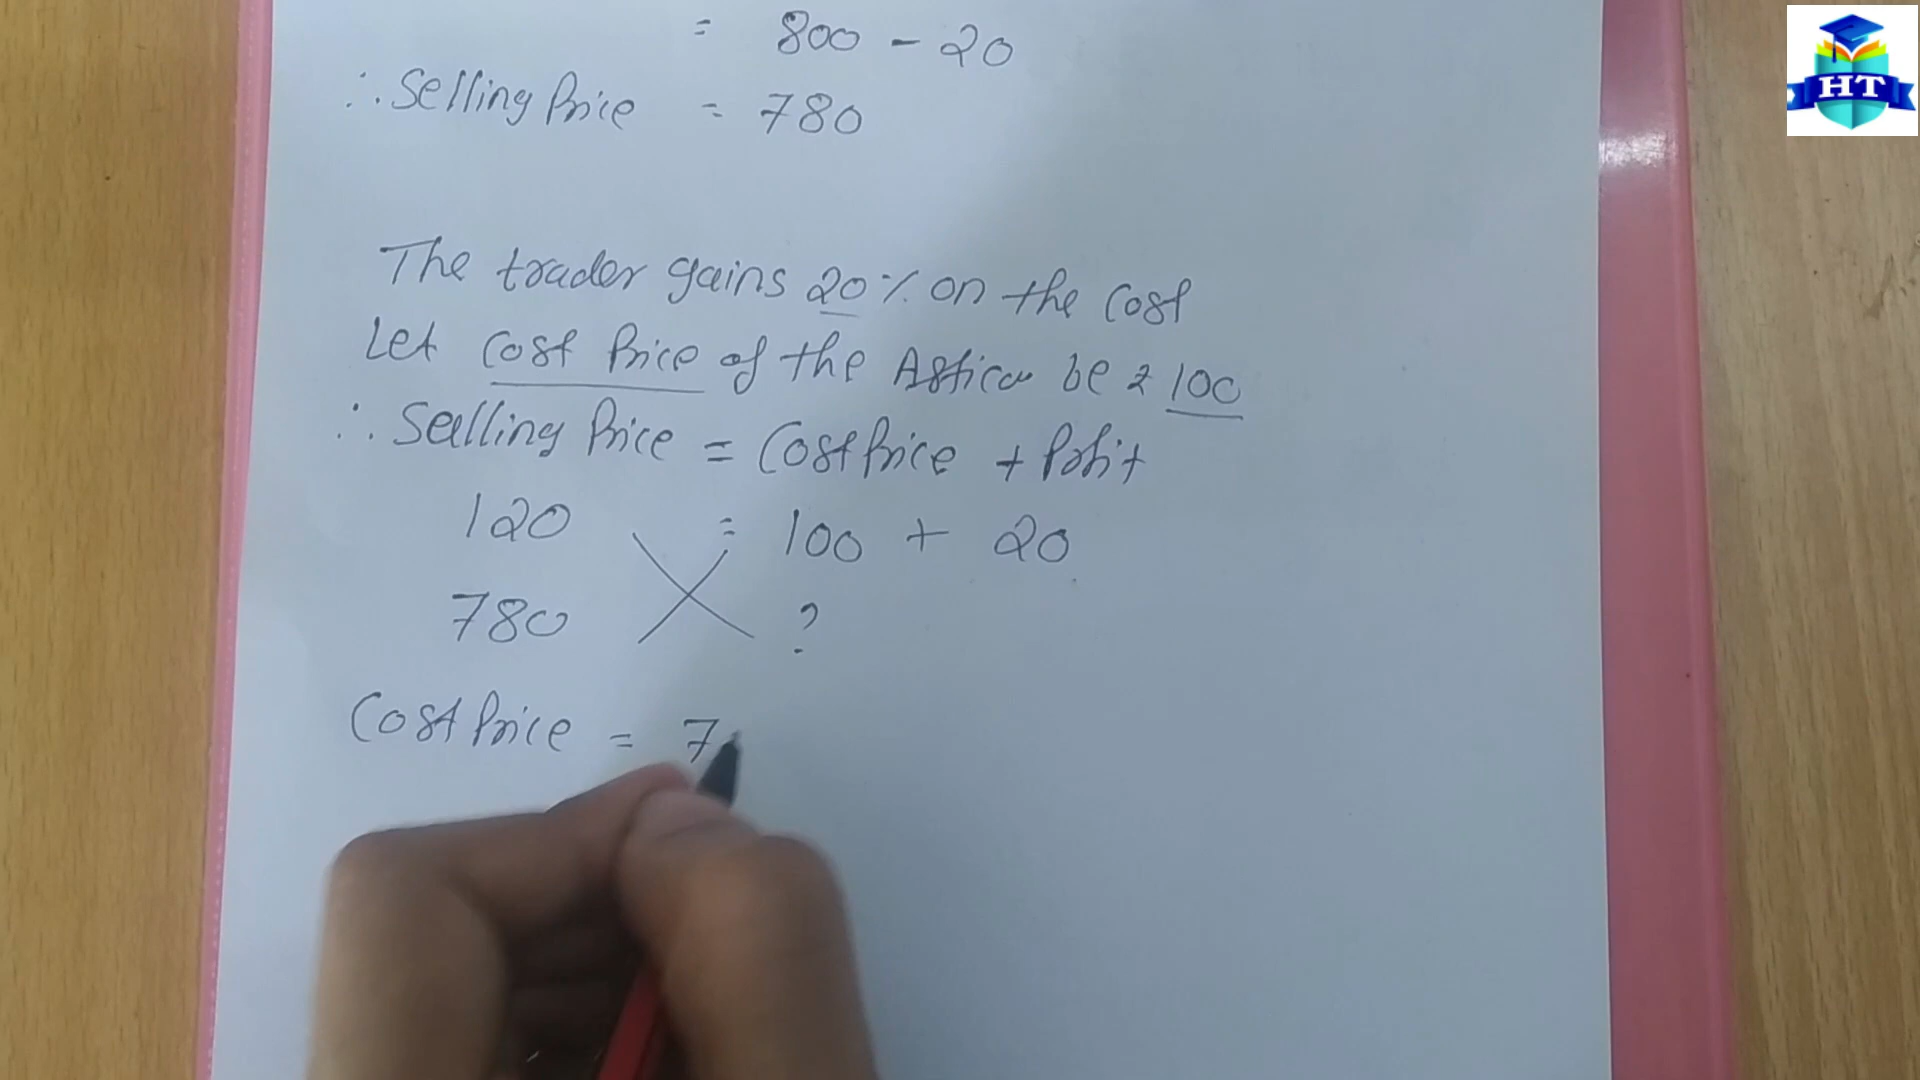 = 800 - 20
∴ Selling Price = 780
The trader gains 20% on the cost
Let Cost Price of the Article be ₹ 100
∴ Selling Price = Cost Price + Profit
120 = 100 + 20
780 ?
Cost Price = 7
HT